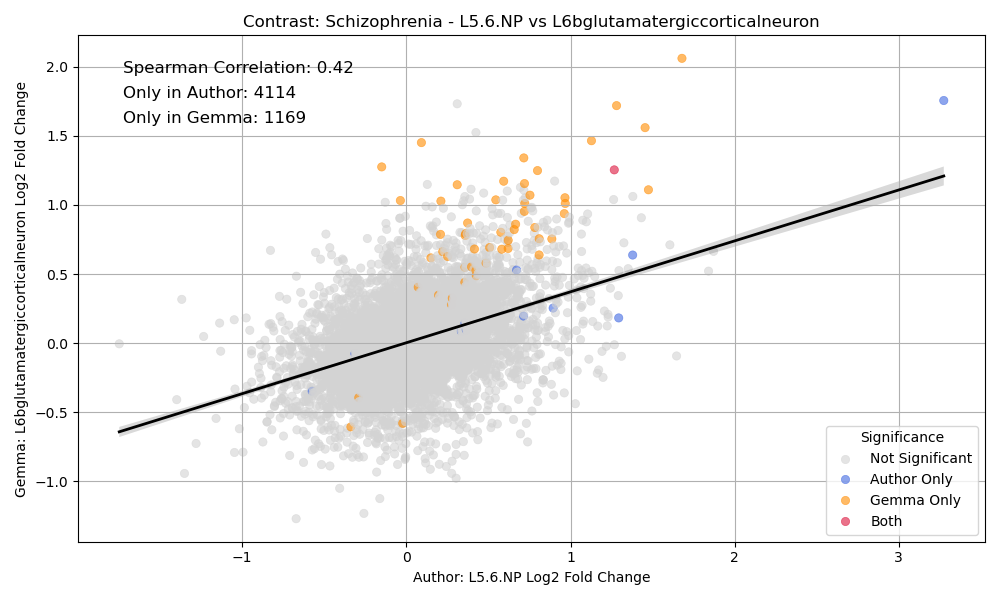 Contrast: Schizophrenia - L5.6.NP vs L6bglutamatergiccorticalneuron
Spearman Correlation: 0.42
Only in Author: 4114
Only in Gemma: 1169
Gemma: L6bglutamatergiccorticalneuron Log2 Fold Change
2.0
1.5
1.0
0.5
0.0
−0.5
−1.0
−1
0
1
2
3
Author: L5.6.NP Log2 Fold Change
Significance
Not Significant
Author Only
Gemma Only
Both